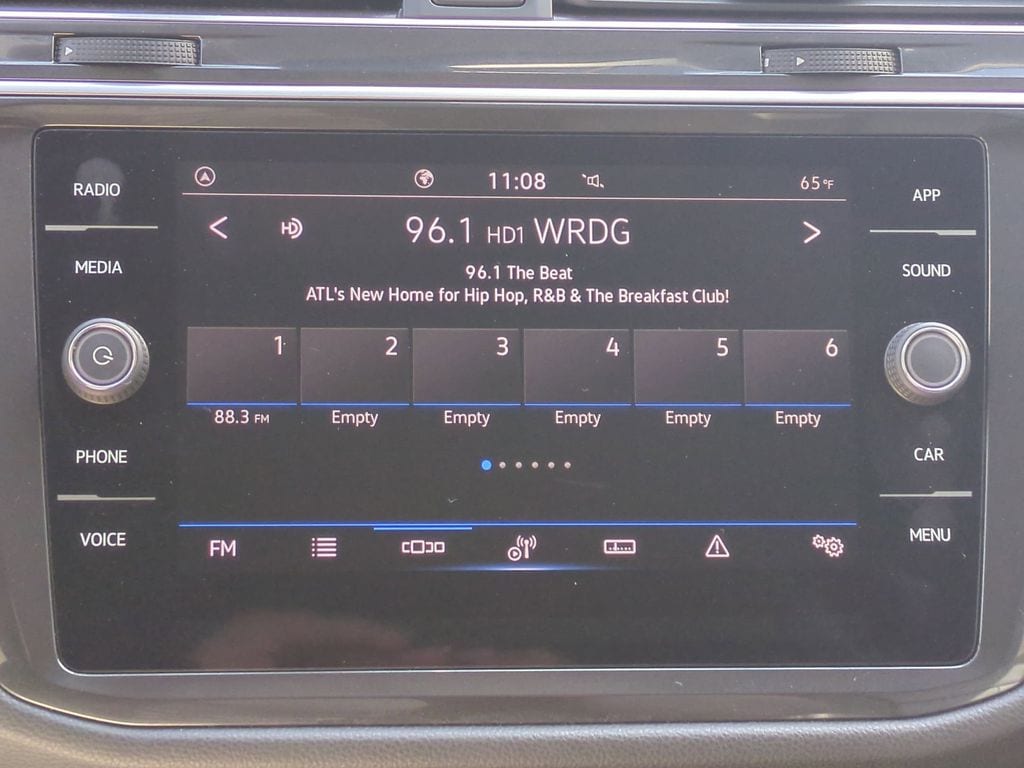 RADIO
MEDIA
PHONE
VOICE
11:08
65°F
96.1 HD1 WRDG
96.1 The Beat
ATL's New Home for Hip Hop, R&B & The Breakfast Club!
1 2 3 4 5 6
88.3 FM Empty Empty Empty Empty Empty
FM
APP
SOUND
CAR
MENU